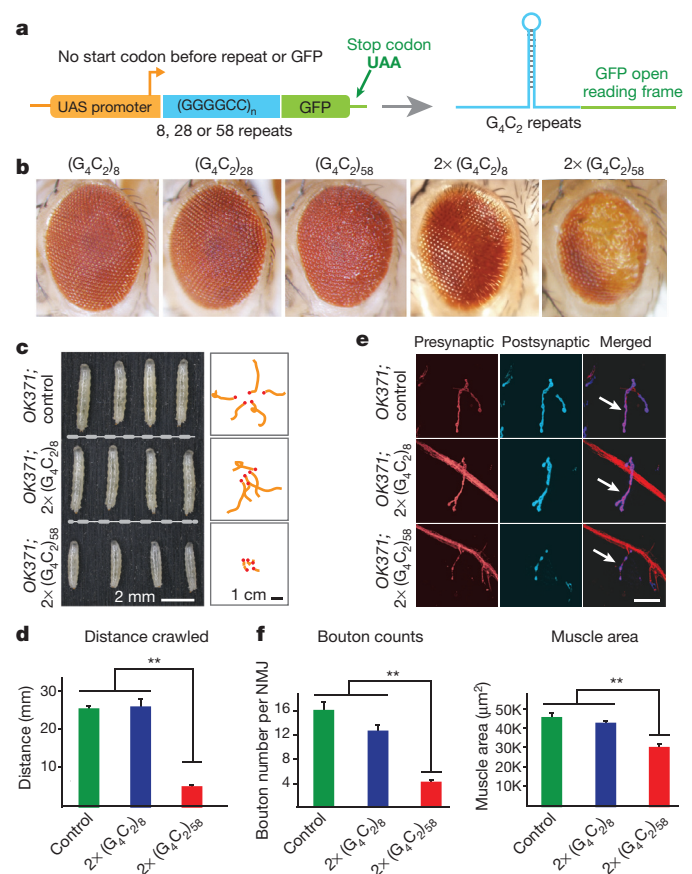 a
No start codon before repeat or GFP
Stop codon
UAA
UAS promoter
(GGGGCC)n
GFP
8, 28 or 58 repeats
G4C2 repeats
GFP open
reading frame
b
(G4C2)8
(G4C2)28
(G4C2)58
2× (G4C2)8
2× (G4C2)58
c
OK371;
control
OK371;
2× (G4C2)8
OK371;
2× (G4C2)58
2 mm
1 cm
e
Presynaptic
Postsynaptic
Merged
OK371;
control
OK371;
2× (G4C2)8
OK371;
2× (G4C2)58
d
Distance crawled
**
Distance (mm)
30
20
10
Control
2× (G4C2)8
2× (G4C2)58
f
Bouton counts
**
Bouton number per NMJ
16
12
8
4
Control
2× (G4C2)8
2× (G4C2)58
Muscle area
**
Muscle area (μm2)
50K
40K
30K
20K
10K
Control
2× (G4C2)8
2× (G4C2)58